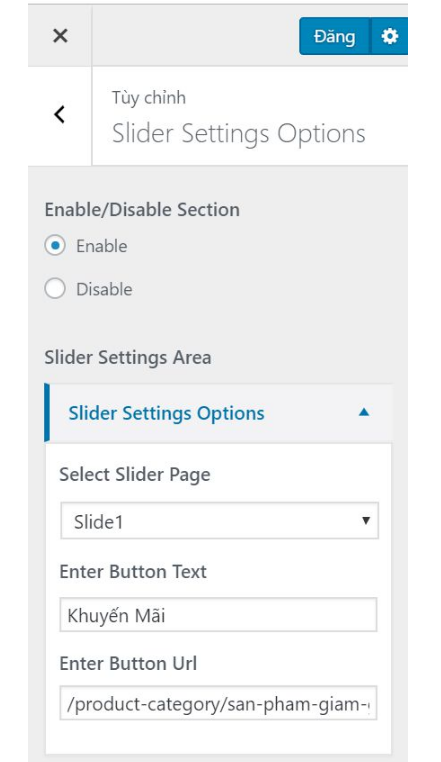 Đăng
Tùy chỉnh
Slider Settings Options
Enable/Disable Section
Enable
Disable
Slider Settings Area
Slider Settings Options
Select Slider Page
Slide1
Enter Button Text
Khuyến Mãi
Enter Button Url
/product-category/san-pham-giam-